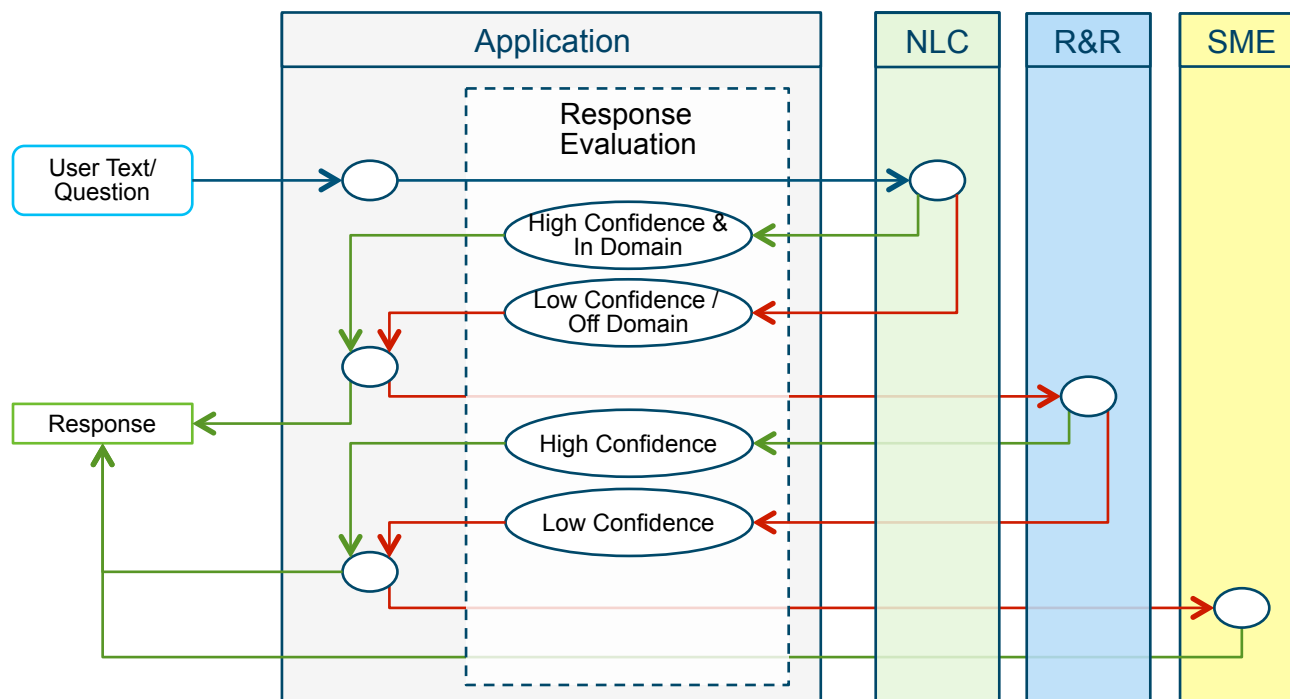 Application
NLC
R&R
SME
Response
Evaluation
User Text/
Question
High Confidence &
In Domain
Low Confidence /
Off Domain
Response
High Confidence
Low Confidence